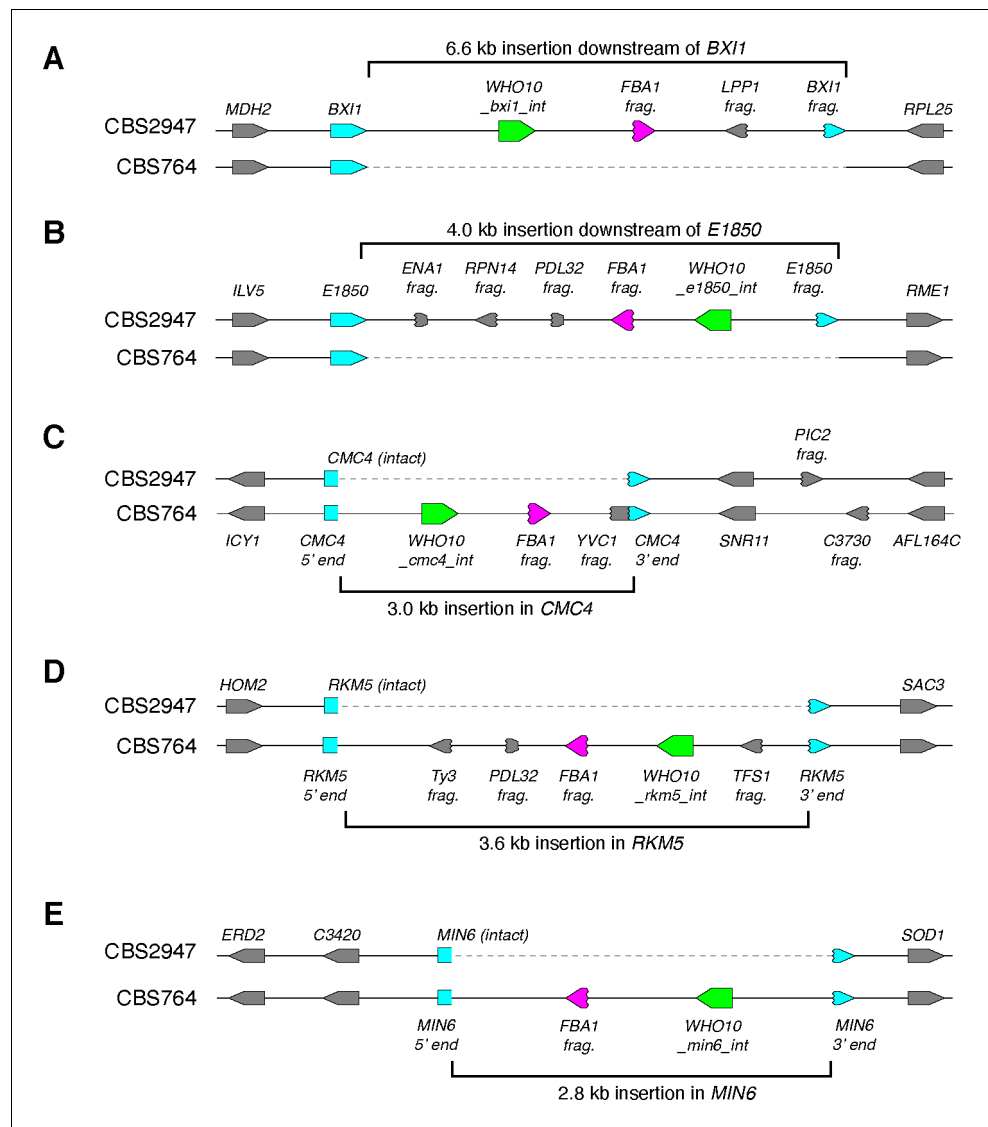 A
6.6 kb insertion downstream of BXI1
MDH2 BXI1 WHO10 _bxi1_int FBA1 frag. LPP1 frag. BXI1 frag. RPL25
CBS2947
CBS764
B
4.0 kb insertion downstream of E1850
ILV5 E1850 ENA1 frag. RPN14 frag. PDL32 frag. FBA1 frag. WHO10 _e1850_int E1850 frag. RME1
CBS2947
CBS764
C
CMC4 (intact) PIC2 frag.
CBS2947
CBS764
ICY1 CMC4 5' end WHO10 _cmc4_int FBA1 frag. YVC1 frag. CMC4 3' end SNR11 C3730 frag. AFL164C
3.0 kb insertion in CMC4
D
HOM2 RKM5 (intact) SAC3
CBS2947
CBS764
RKM5 5' end Ty3 frag. PDL32 frag. FBA1 frag. WHO10 _rkm5_int TFS1 frag. RKM5 3' end
3.6 kb insertion in RKM5
E
ERD2 C3420 MIN6 (intact) SOD1
CBS2947
CBS764
MIN6 5' end FBA1 frag. WHO10 _min6_int MIN6 3' end
2.8 kb insertion in MIN6